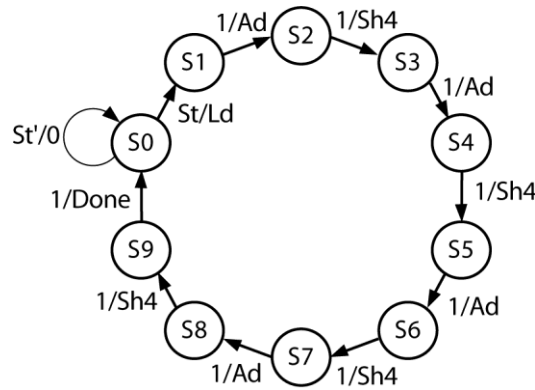 1/Ad
S2
1/Sh4
S1
S3
1/Ad
St/Ld
St'/0
S0
S4
1/Done
1/Sh4
S9
S5
1/Sh4
1/Ad
S8
S6
S7
1/Ad
1/Sh4